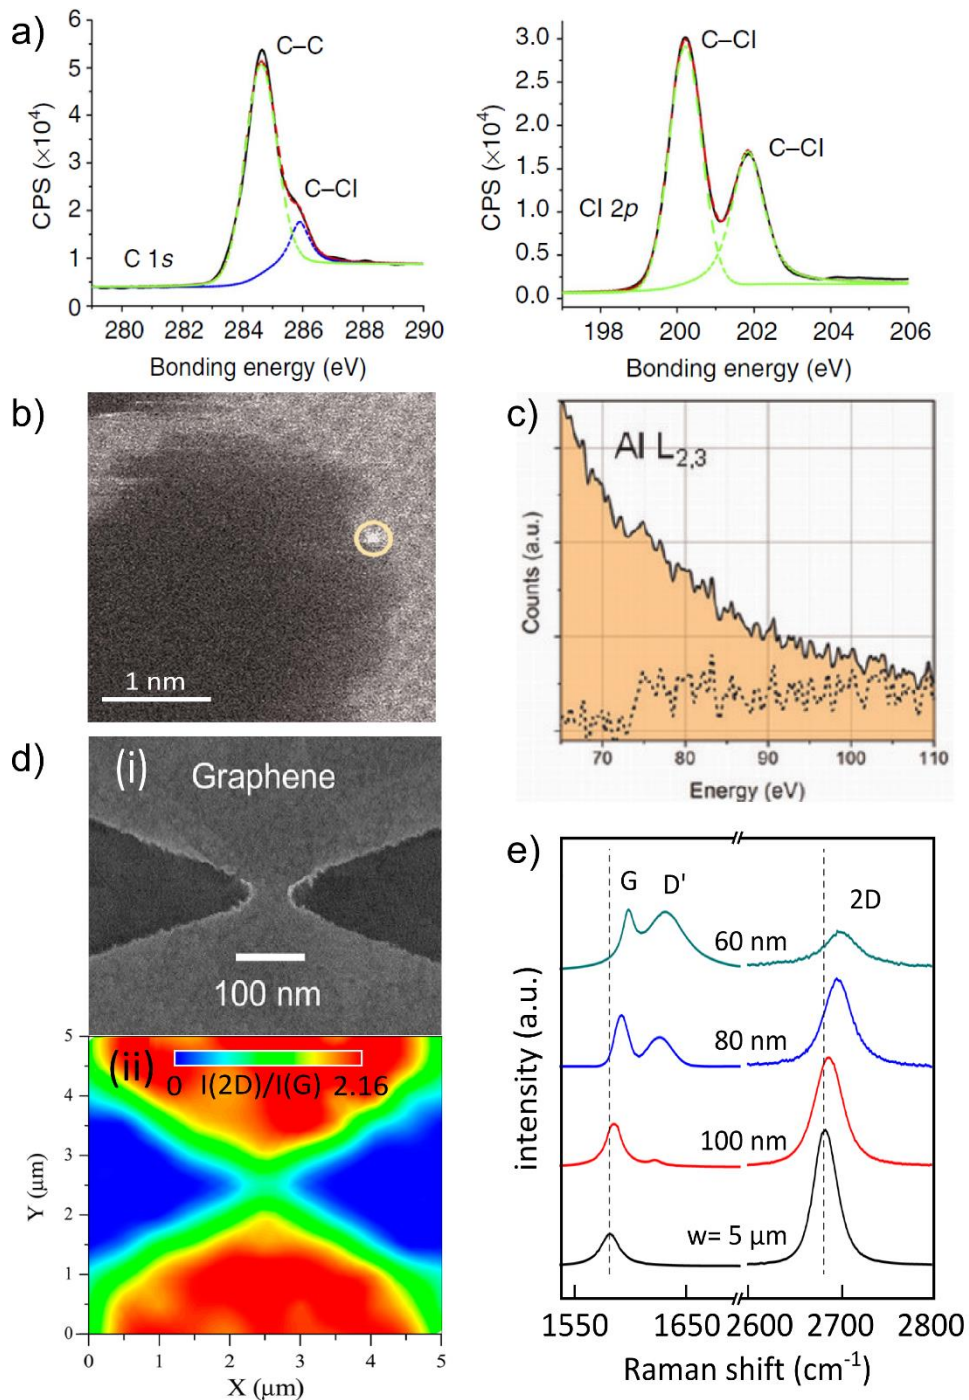 a)
CPS (×10⁴)
6
5
4
3
2
1
0
C–C
C–Cl
C 1s
280 282 284 286 288 290
Bonding energy (eV)
CPS (×10⁴)
3.0
2.5
2.0
1.5
1.0
0.5
0.0
C–Cl
C–Cl
Cl 2p
198 200 202 204 206
Bonding energy (eV)
b)
1 nm
c)
Al L2,3
Counts (a.u.)
70 80 90 100 110
Energy (eV)
d)
(i)
Graphene
100 nm
(ii)
0 I(2D)/I(G) 2.16
Y (μm)
5
4
3
2
1
0
0 1 2 3 4 5
X (μm)
e)
G D' 2D
60 nm
80 nm
100 nm
w= 5 μm
intensity (a.u.)
1550 1650 2600 2700 2800
Raman shift (cm⁻¹)